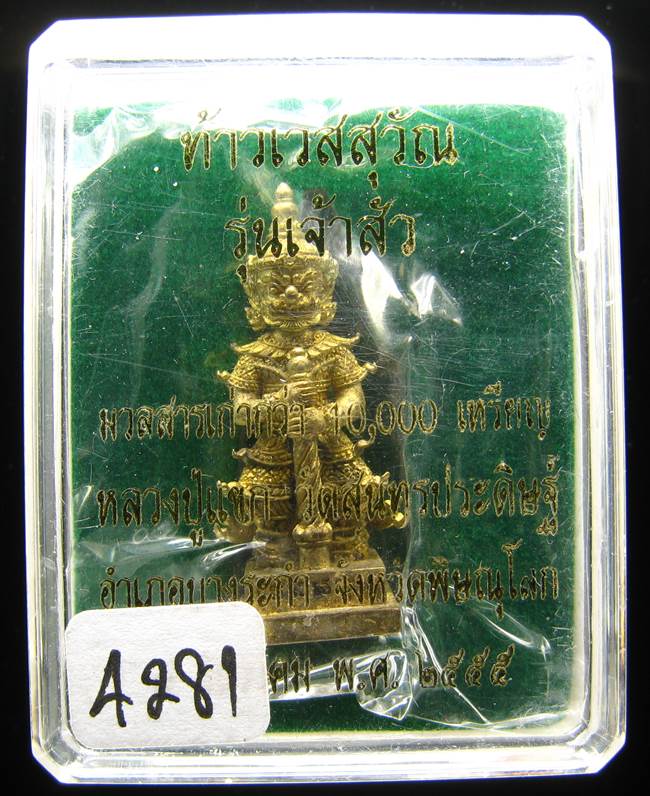 ท้าวเวสสุวัณ
รุ่นเจ้าสัว
มวลสารเก่ากว่า 10,000 เหรียญ
หลวงปู่แขก วัดสุนทรประดิษฐ์
อำเภอบางระกำ จังหวัดพิษณุโลก
คม พ.ศ. ๒๕๕๕
A281